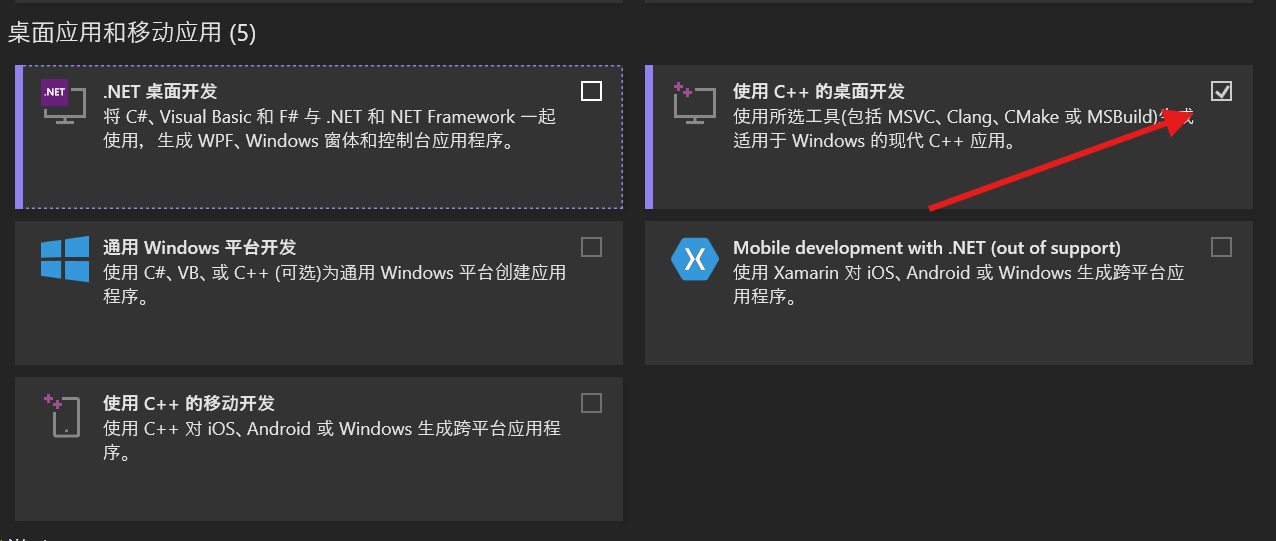 桌面应用和移动应用 (5)
.NET
.NET 桌面开发
将 C#、Visual Basic 和 F# 与 .NET 和 NET Framework 一起
使用，生成 WPF、Windows 窗体和控制台应用程序。
使用 C++ 的桌面开发
使用所选工具(包括 MSVC、Clang、CMake 或 MSBuild)生成
适用于 Windows 的现代 C++ 应用。
通用 Windows 平台开发
使用 C#、VB、或 C++ (可选)为通用 Windows 平台创建应用
程序。
Mobile development with .NET (out of support)
使用 Xamarin 对 iOS、Android 或 Windows 生成跨平台应
用程序。
使用 C++ 的移动开发
使用 C++ 对 iOS、Android 或 Windows 生成跨平台应用程
序。